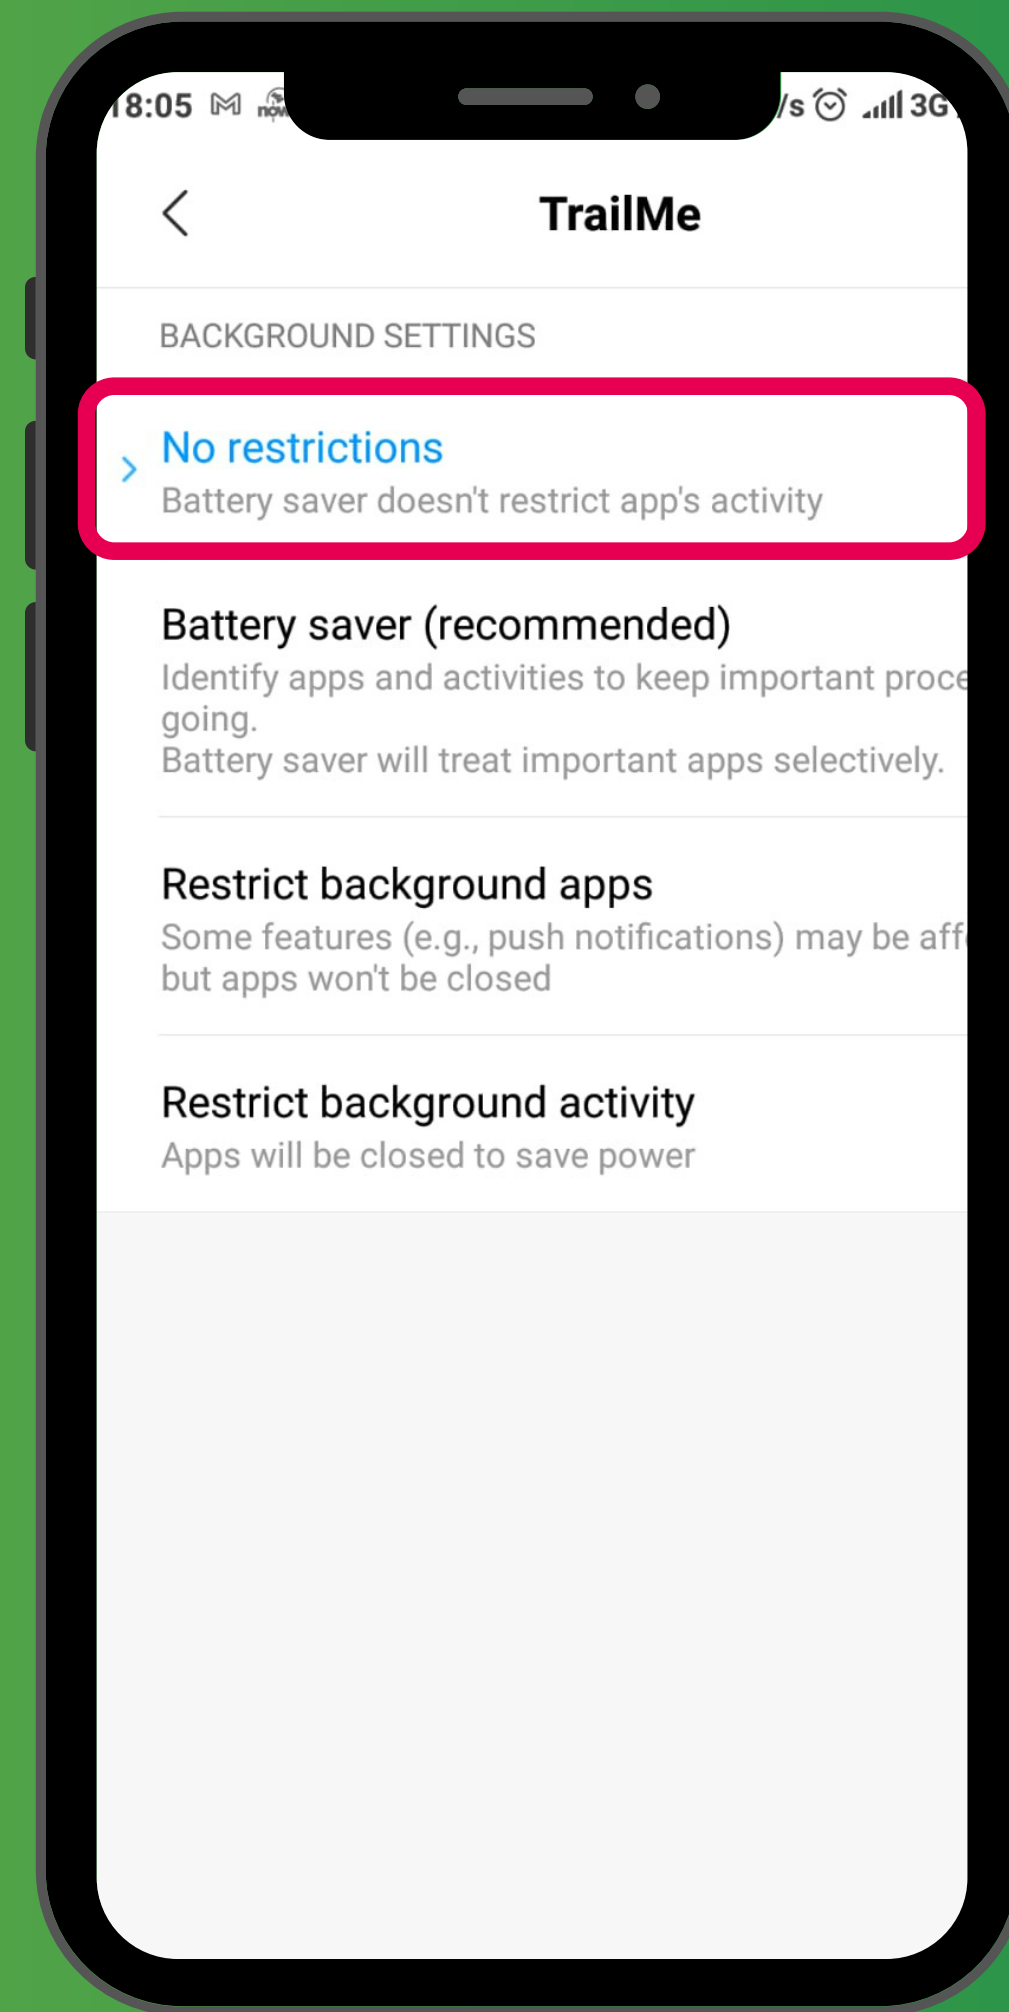 18:05 /s 3G
TrailMe
BACKGROUND SETTINGS
No restrictions
Battery saver doesn't restrict app's activity
Battery saver (recommended)
Identify apps and activities to keep important
going.
Battery saver will treat important apps selectively.
Restrict background apps
Some features (e.g., push notifications) may be
but apps won't be closed
Restrict background activity
Apps will be closed to save power